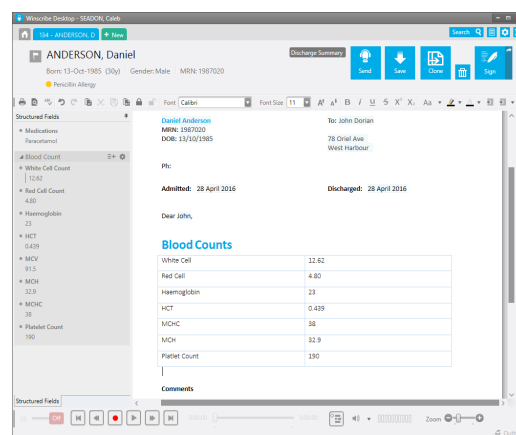 Winscribe Desktop - SEADON, Caleb
194 - ANDERSON, D
+ New
Search
ANDERSON, Daniel
Discharge Summary
Send
Save
Clone
Sign
Born: 13-Oct-1985 (30y) Gender: Male MRN: 1987020
Penicillin Allergy
Font Calibri Font Size 11
B I U S X² X₂ Aa
Structured Fields
Medications
Paracetamol
Blood Count
White Cell Count
12.62
Red Cell Count
4.80
Haemoglobin
23
HCT
0.439
MCV
91.5
MCH
32.9
MCHC
38
Platelet Count
190
Structured Fields
Daniel Anderson To: John Dorian
MRN: 1987020
DOB: 13/10/1985 78 Oriel Ave
West Harbour
Ph:
Admitted: 28 April 2016 Discharged: 28 April 2016
Dear John,
Blood Counts
White Cell 12.62
Red Cell 4.80
Haemoglobin 23
HCT 0.439
MCHC 38
MCH 32.9
Platlet Count 190
Comments
Off
Zoom